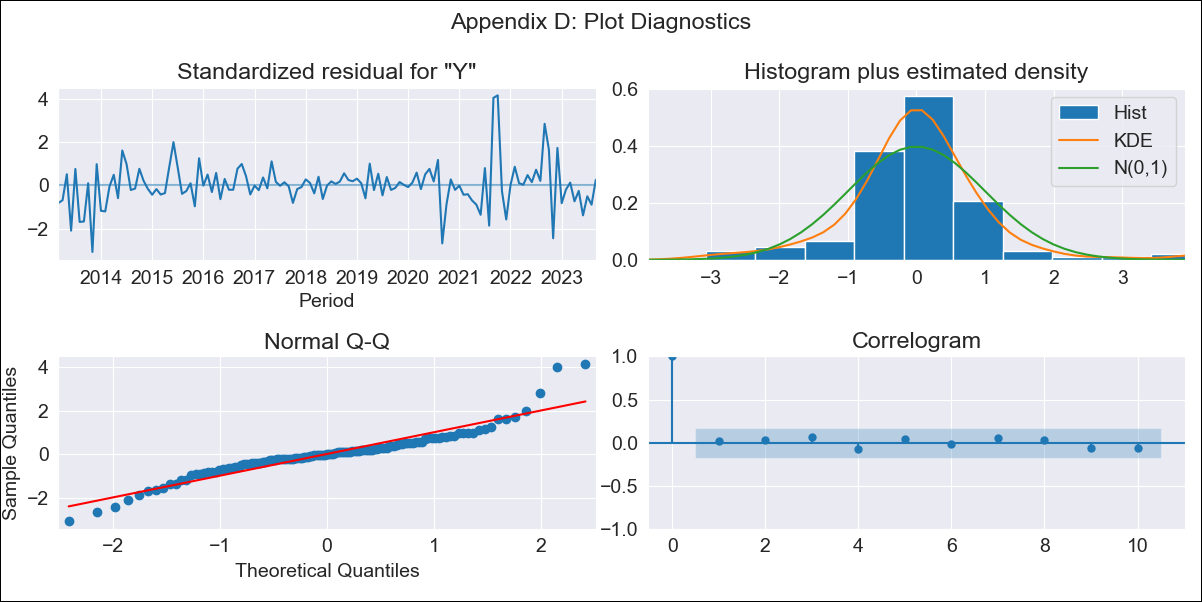 Appendix D: Plot Diagnostics
Standardized residual for "Y"
4
2
0
−2
2014 2015 2016 2017 2018 2019 2020 2021 2022 2023
Period
Histogram plus estimated density
0.6
0.4
0.2
0.0
Hist
KDE
N(0,1)
−3 −2 −1 0 1 2 3
Normal Q-Q
Sample Quantiles
4
2
0
−2
−2 −1 0 1 2
Theoretical Quantiles
Correlogram
1.0
0.5
0.0
−0.5
−1.0
0 2 4 6 8 10